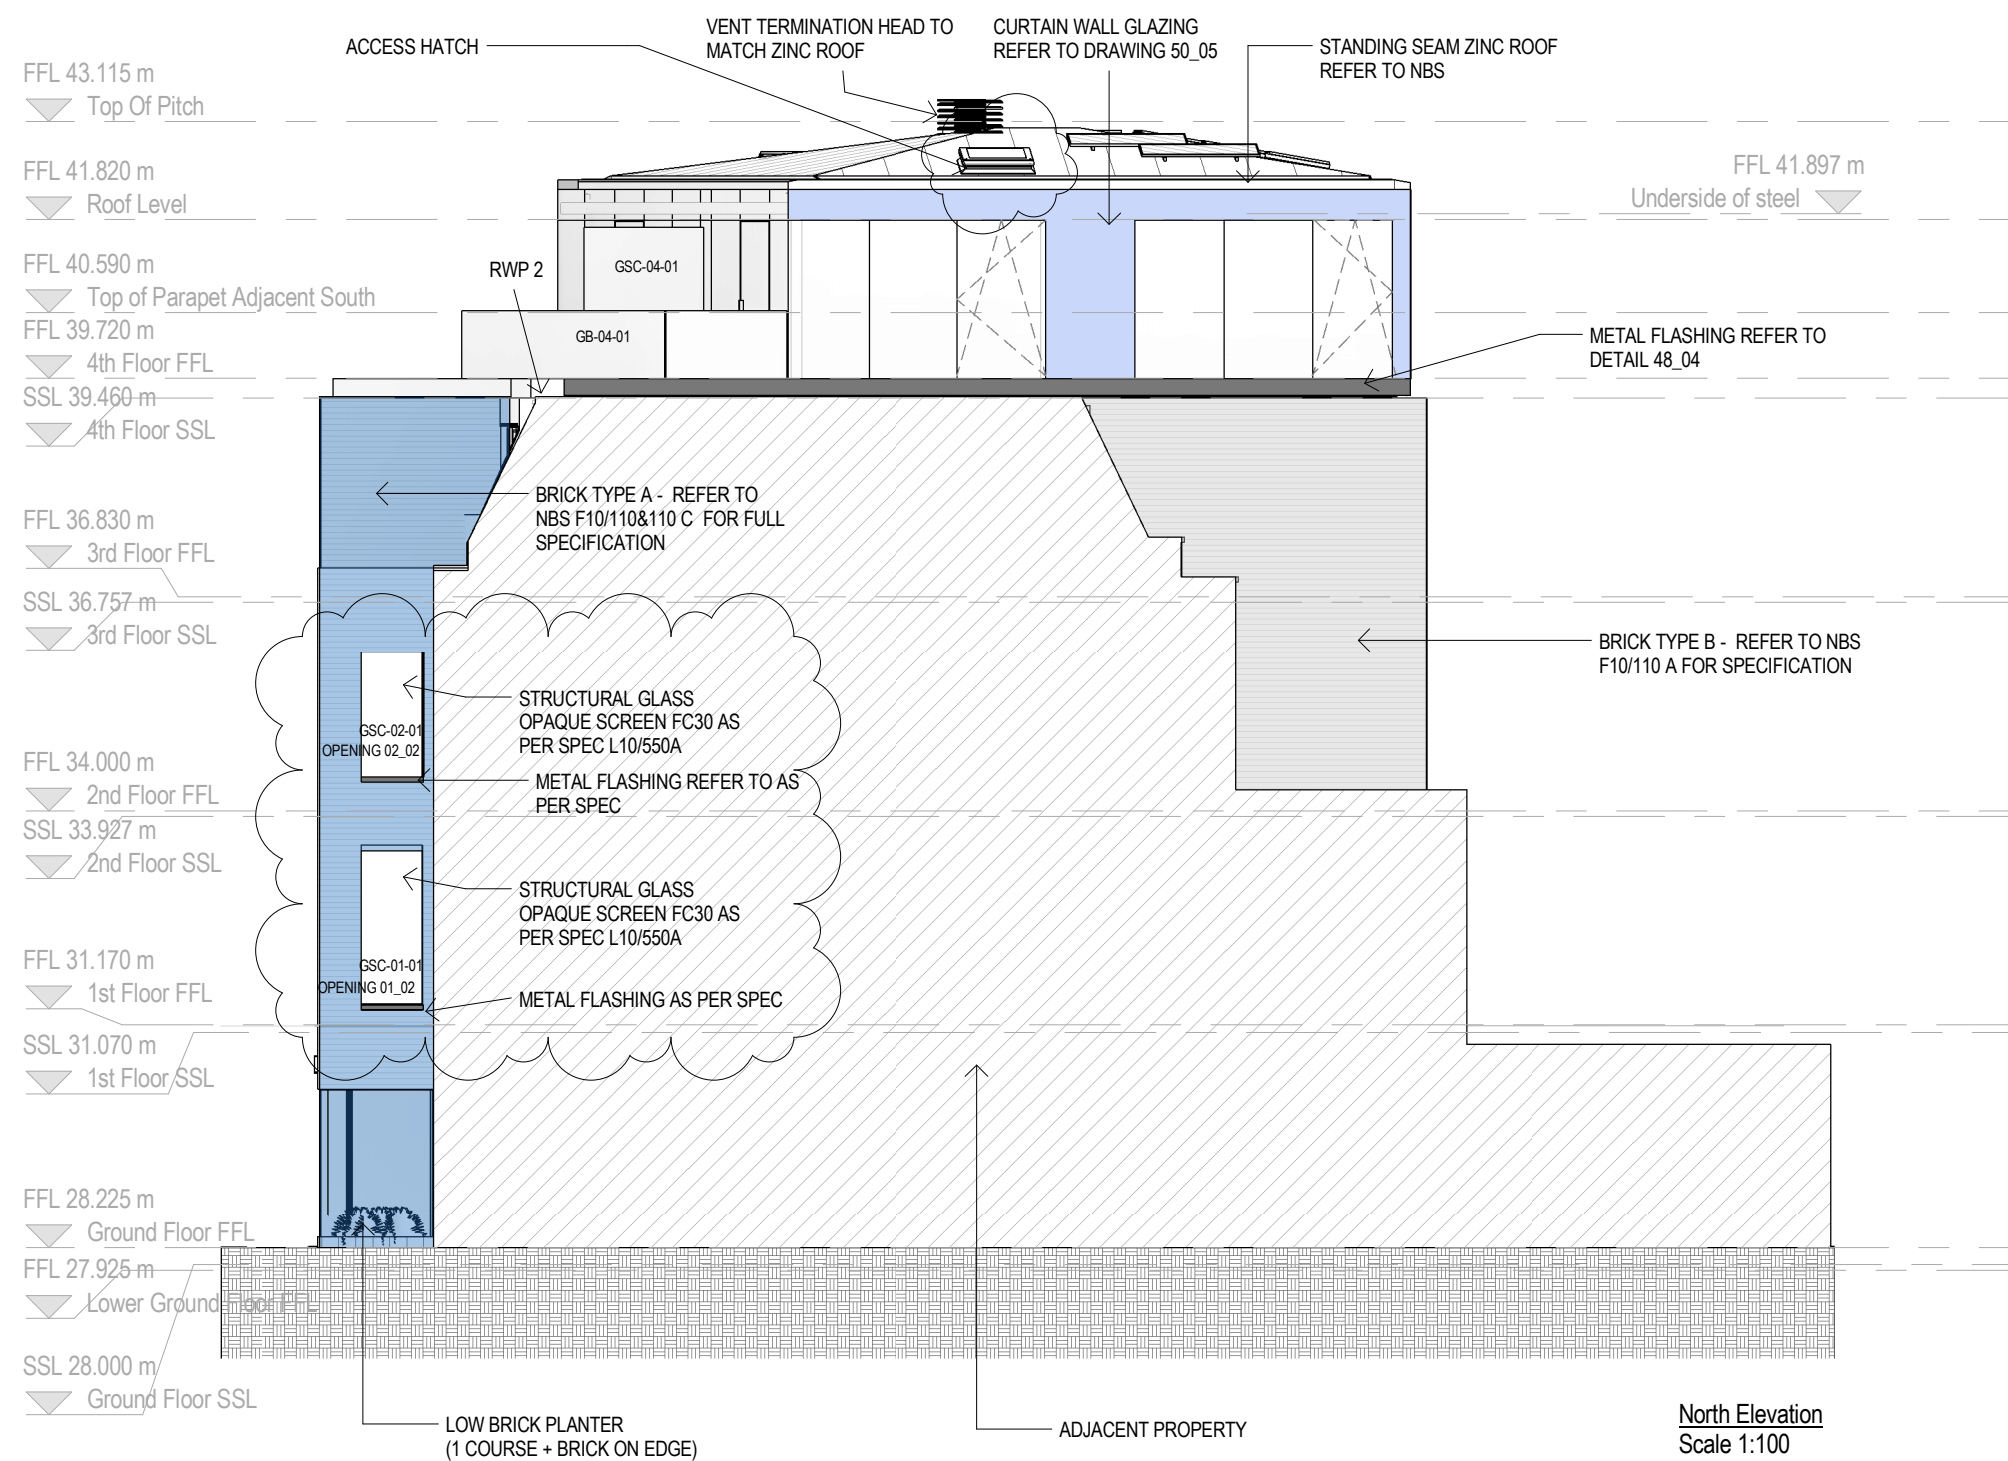 VENT TERMINATION HEAD TO
MATCH ZINC ROOF
CURTAIN WALL GLAZING
REFER TO DRAWING 50_05
ACCESS HATCH
STANDING SEAM ZINC ROOF
REFER TO NBS
FFL 43.115 m
Top Of Pitch
FFL 41.820 m
Roof Level
FFL 41.897 m
Underside of steel
FFL 40.590 m
Top of Parapet Adjacent South
RWP 2
GSC-04-01
GB-04-01
FFL 39.720 m
4th Floor FFL
METAL FLASHING REFER TO
DETAIL 48_04
SSL 39.460 m
4th Floor SSL
BRICK TYPE A -  REFER TO
NBS F10/110&110 C  FOR FULL
SPECIFICATION
FFL 36.830 m
3rd Floor FFL
SSL 36.757 m
3rd Floor SSL
BRICK TYPE B -  REFER TO NBS
F10/110 A FOR SPECIFICATION
STRUCTURAL GLASS
OPAQUE SCREEN FC30 AS
PER SPEC L10/550A
GSC-02-01
OPENING 02_02
METAL FLASHING REFER TO AS
PER SPEC
FFL 34.000 m
2nd Floor FFL
SSL 33.927 m
2nd Floor SSL
STRUCTURAL GLASS
OPAQUE SCREEN FC30 AS
PER SPEC L10/550A
GSC-01-01
OPENING 01_02
METAL FLASHING AS PER SPEC
FFL 31.170 m
1st Floor FFL
SSL 31.070 m
1st Floor SSL
FFL 28.225 m
Ground Floor FFL
FFL 27.925 m
Lower Ground Floor FFL
SSL 28.000 m
Ground Floor SSL
LOW BRICK PLANTER
(1 COURSE + BRICK ON EDGE)
ADJACENT PROPERTY
North Elevation
Scale 1:100